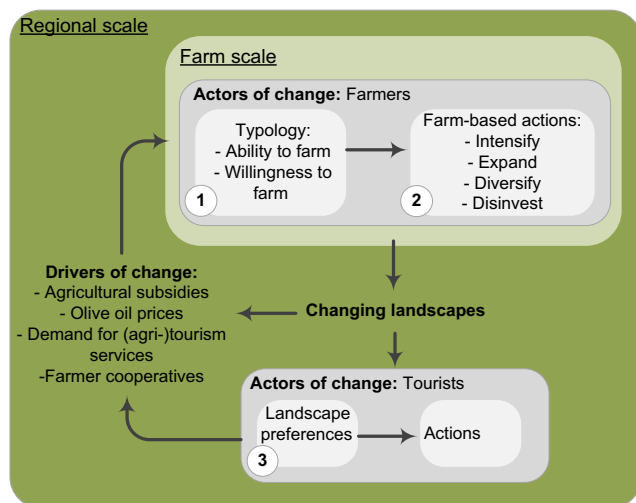 Regional scale
Farm scale
Actors of change: Farmers
Typology:
- Ability to farm
- Willingness to
farm
1
Farm-based actions:
- Intensify
- Expand
- Diversify
- Disinvest
2
Drivers of change:
- Agricultural subsidies
- Olive oil prices
- Demand for (agri-)tourism
services
-Farmer cooperatives
Changing landscapes
Actors of change: Tourists
Landscape
preferences
3
Actions